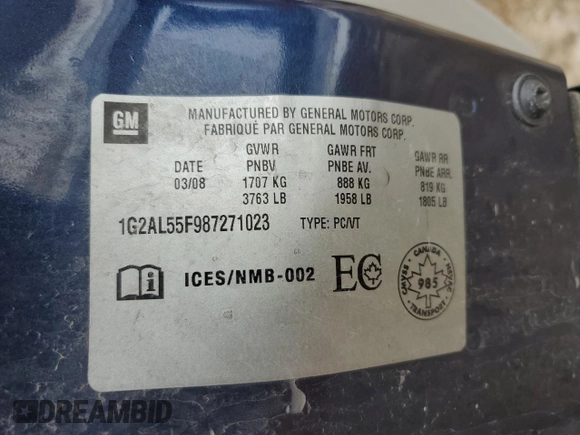 GM
MANUFACTURED BY GENERAL MOTORS CORP.
FABRIQUÉ PAR GENERAL MOTORS CORP.
DATE GVWR GAWR FRT GAWR RR
PNBV PNBE AV. PNBE ARR.
03/08 1707 KG 888 KG 819 KG
3763 LB 1958 LB 1805 LB
1G2AL55F987271023 TYPE: PC/VT
ICES/NMB-002 EC
CANADA
CMVSS 985 NSVAC
TRANSPORT
DREAMBID